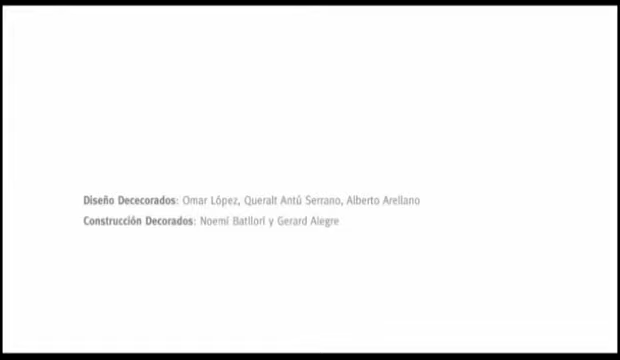 Diseño Dececorados: Omar López, Queralt Antú Serrano, Alberto Arellano
Construcción Decorados: Noemí Batllori y Gerard Alegre